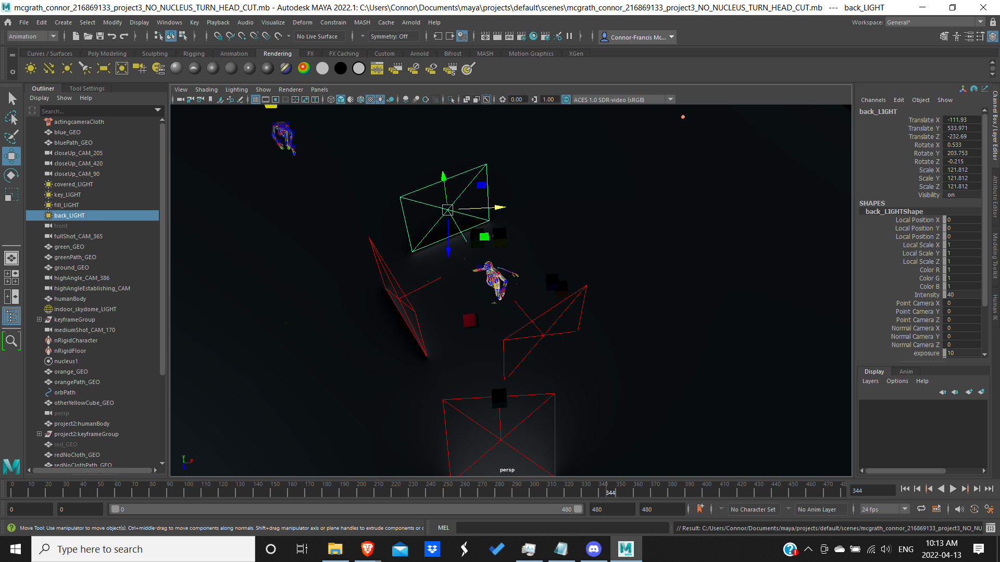 mcgrath_connor_216869133_project3_NO_NUCLEUS_TURN_HEAD_CUT.mb - Autodesk MAYA 2022.1: C:\Users\Connor\Documents\maya\projects\default\scenes\mcgrath_connor_216869133_project3_NO_NUCLEUS_TURN_HEAD_CUT.mb --- back_LIGHT
File Edit Create Select Modify Display Windows Key Playback Audio Visualize Deform Constrain MASH Cache Arnold Help
Workspace: General*
Animation No Live Surface Symmetry: Off Connor-Francis Mc...
Curves / Surfaces Poly Modeling Sculpting Rigging Animation Rendering FX FX Caching Custom Arnold Bifrost MASH Motion Graphics XGen
Outliner Tool Settings
Display Show Help
Search...
actingcameraCloth
blue_GEO
bluePath_GEO
closeUp_CAM_205
closeUp_CAM_420
closeUp_CAM_90
covered_LIGHT
key_LIGHT
fill_LIGHT
back_LIGHT
front
fullShot_CAM_365
green_GEO
greenPath_GEO
ground_GEO
highAngle_CAM_386
highAngleEstablishing_CAM
humanBody
indoor_skydome_LIGHT
keyframeGroup
mediumShot_CAM_170
nRigidCharacter
nRigidFloor
nucleus1
orange_GEO
orangePath_GEO
orbPath
otherYellowCube_GEO
persp
project2:humanBody
project2:keyframeGroup
red_GEO
redNoCloth_GEO
redNoClothPath_GEO
View Shading Lighting Show Renderer Panels
0.00 1.00 ON ACES 1.0 SDR-video (sRGB)
y x
persp
Channels Edit Object Show
back_LIGHT
Translate X -111.93
Translate Y 533.971
Translate Z -232.69
Rotate X 0.533
Rotate Y 203.753
Rotate Z -0.215
Scale X 121.812
Scale Y 121.812
Scale Z 121.812
Visibility on
SHAPES
back_LIGHTShape
Local Position X 0
Local Position Y 0
Local Position Z 0
Local Scale X 1
Local Scale Y 1
Local Scale Z 1
Color R 1
Color G 1
Color B 1
Intensity 40
Point Camera X 0
Point Camera Y 0
Point Camera Z 0
Normal Camera X 0
Normal Camera Y 0
Normal Camera Z 0
exposure 10
Channel Box / Layer Editor
Attribute Editor
Modeling Toolkit
Human IK
Display Anim
Layers Options Help
0 10 20 30 40 50 60 70 80 90 100 110 120 130 140 150 160 170 180 190 200 210 220 230 240 250 260 270 280 290 300 310 320 330 340 350 360 370 380 390 400 410 420 430 440 450 460 470 48
344
344
0 0 0 480 480 480 No Character Set No Anim Layer 24 fps
Move Tool: Use manipulator to move object(s). Ctrl+middle-drag to move components along normals. Shift+drag manipulator axis or plane handles to extrude components or c
MEL
// Result: C:/Users/Connor/Documents/maya/projects/default/scenes/mcgrath_connor_216869133_project3_NO_NU
Type here to search
ENG
10:13 AM
2022-04-13